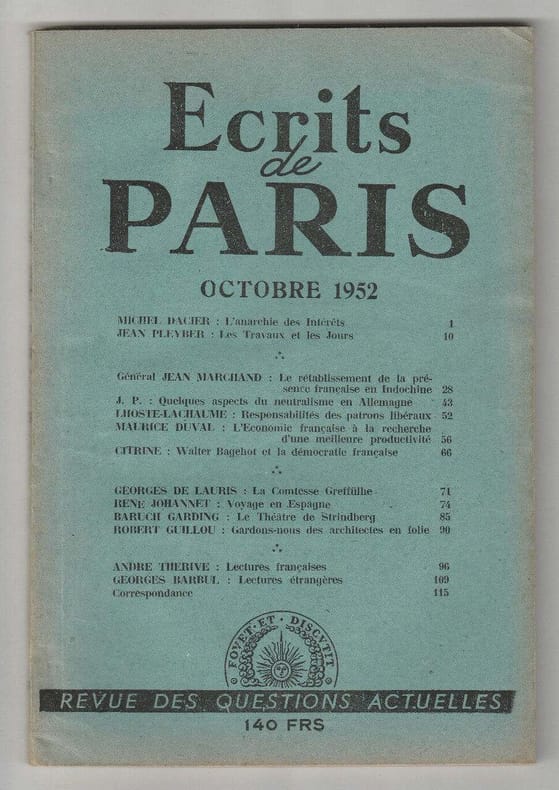 Ecrits
de
PARIS
OCTOBRE 1952
MICHEL DACIER : L'anarchie des Intérêts 1
JEAN PLEYBER : Les Travaux et les Jours 10
Général JEAN MARCHAND : Le rétablissement de la pré-
sence française en Indochine 28
J. P. : Quelques aspects du neutralisme en Allemagne 43
LHOSTE-LACHAUME : Responsabilités des patrons libéraux 52
MAURICE DUVAL : L'Economie française à la recherche
d'une meilleure productivité 56
CITRINE : Walter Bagehot et la démocratie française 66
GEORGES DE LAURIS : La Comtesse Greffülhe 71
RENE JOHANNET : Voyage en Espagne 74
BARUCH GARDING : Le Théâtre de Strindberg 85
ROBERT GUILLOU : Gardons-nous des architectes en folie 90
ANDRE THERIVE : Lectures françaises 96
GEORGES BARBUL : Lectures étrangères 109
Correspondance 115
FOVET·ET·DISCVTIT
REVUE DES QUESTIONS ACTUELLES
140 FRS